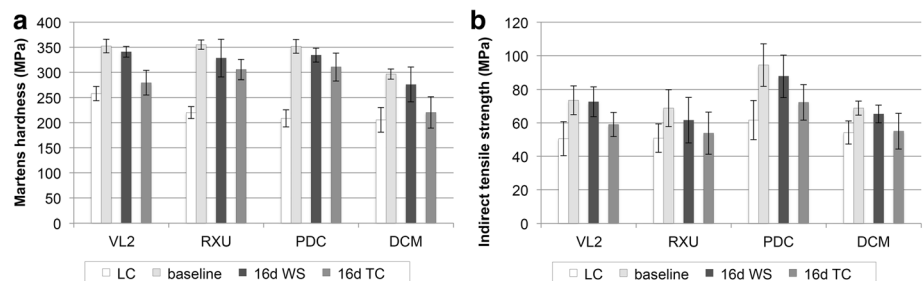 a
Martens hardness (MPa)
400
350
300
250
200
150
100
50
0
VL2 RXU PDC DCM
LC baseline 16d WS 16d TC
b
Indirect tensile strength (MPa)
120
100
80
60
40
20
0
VL2 RXU PDC DCM
LC baseline 16d WS 16d TC